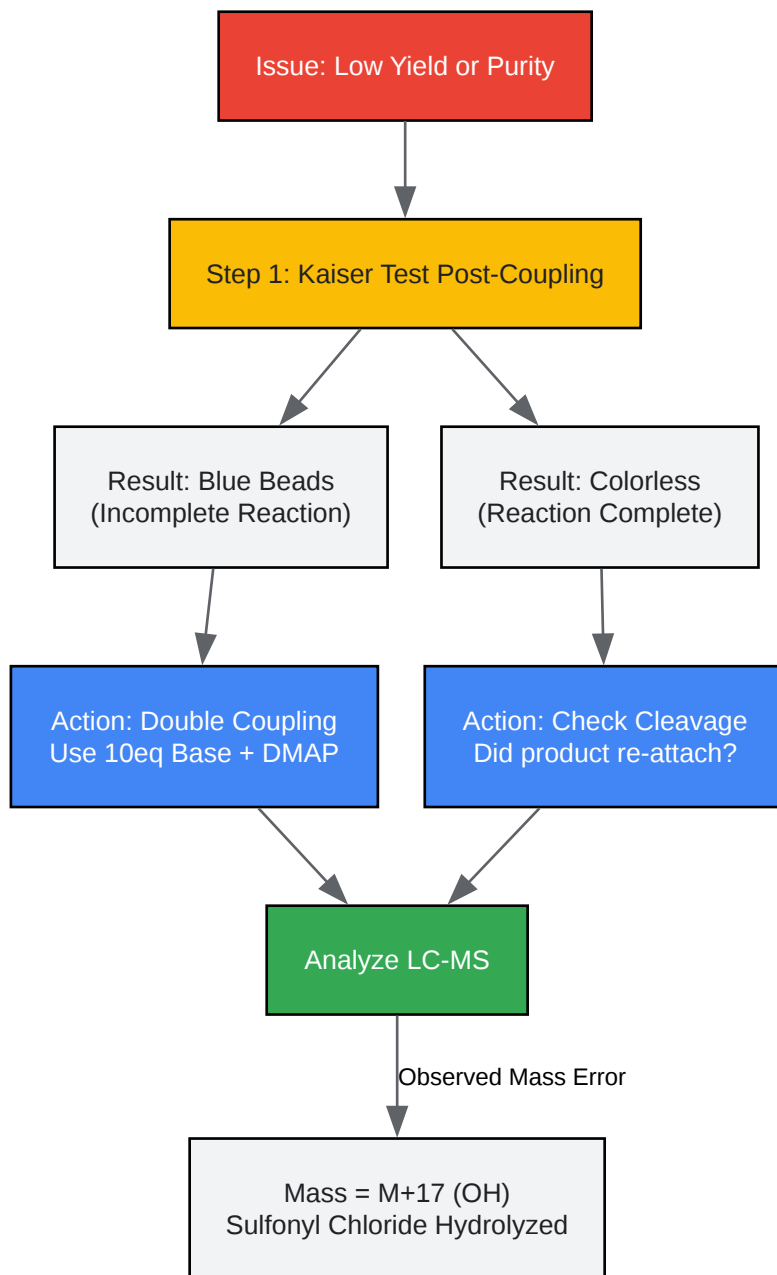 Issue: Low Yield or Purity
Step 1: Kaiser Test Post-Coupling
Result: Blue Beads
(Incomplete Reaction)
Result: Colorless
(Reaction Complete)
Action: Double Coupling
Use 10eq Base + DMAP
Action: Check Cleavage
Did product re-attach?
Analyze LC-MS
Observed Mass Error
Mass = M+17 (OH)
Sulfonyl Chloride Hydrolyzed